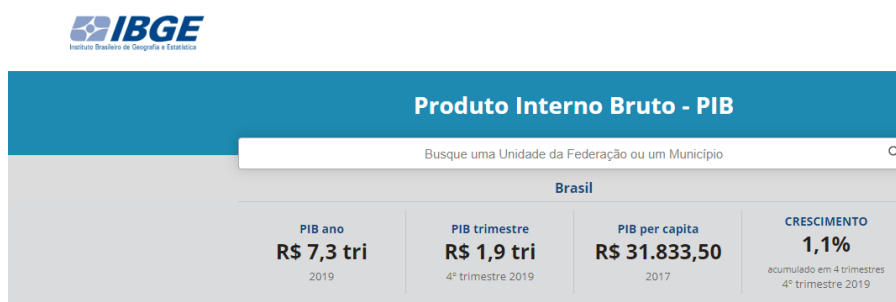 IBGE
Instituto Brasileiro de Geografia e Estatística
Produto Interno Bruto - PIB
Busque uma Unidade da Federação ou um Município
Brasil
PIB ano
R$ 7,3 tri
2019
PIB trimestre
R$ 1,9 tri
4º trimestre 2019
PIB per capita
R$ 31.833,50
2017
CRESCIMENTO
1,1%
acumulado em 4 trimestres
4º trimestre 2019